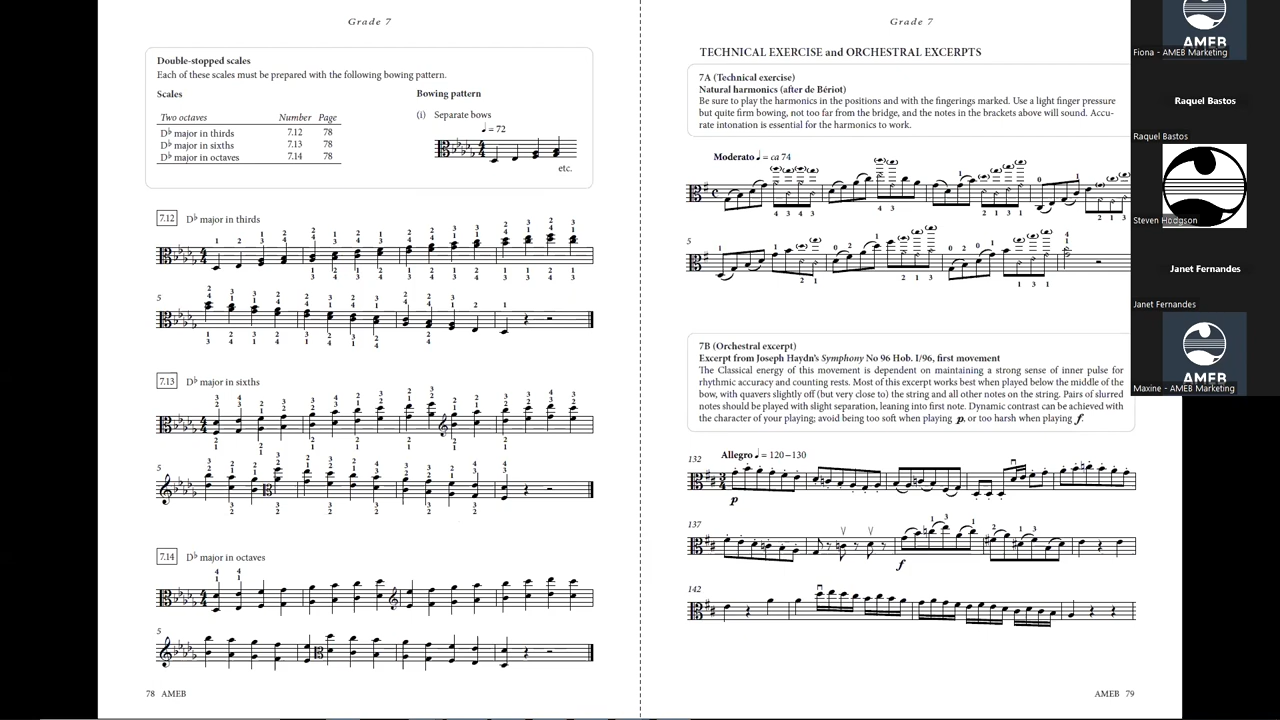 Grade 7
Double-stopped scales
Each of these scales must be prepared with the following bowing pattern.
Scales
Two octaves Number Page
D♭ major in thirds 7.12 78
D♭ major in sixths 7.13 78
D♭ major in octaves 7.14 78
Bowing pattern
(i) Separate bows
♩ = 72
etc.
7.12 D♭ major in thirds
5
7.13 D♭ major in sixths
5
7.14 D♭ major in octaves
5
78 AMEB
Grade 7
TECHNICAL EXERCISE and ORCHESTRAL EXCERPTS
7A (Technical exercise)
Natural harmonics (after de Bériot)
Be sure to play the harmonics in the positions and with the fingerings marked. Use a light finger pressure
but quite firm bowing, not too far from the bridge, and the notes in the brackets above will sound. Accu-
rate intonation is essential for the harmonics to work.
Moderato ♩ = ca 74
5
7B (Orchestral excerpt)
Excerpt from Joseph Haydn's Symphony No 96 Hob. I/96, first movement
The Classical energy of this movement is dependent on maintaining a strong sense of inner pulse for
rhythmic accuracy and counting rests. Most of this excerpt works best when played below the middle of the
bow, with quavers slightly off (but very close to) the string and all other notes on the string. Pairs of slurred
notes should be played with slight separation, leaning into first note. Dynamic contrast can be achieved with
the character of your playing; avoid being too soft when playing p, or too harsh when playing f.
Allegro ♩ = 120–130
132
p
137
f
142
AMEB 79
AMEB
Fiona - AMEB Marketing
Raquel Bastos
Raquel Bastos
Steven Hodgson
Janet Fernandes
Janet Fernandes
AMEB
Maxine - AMEB Marketing